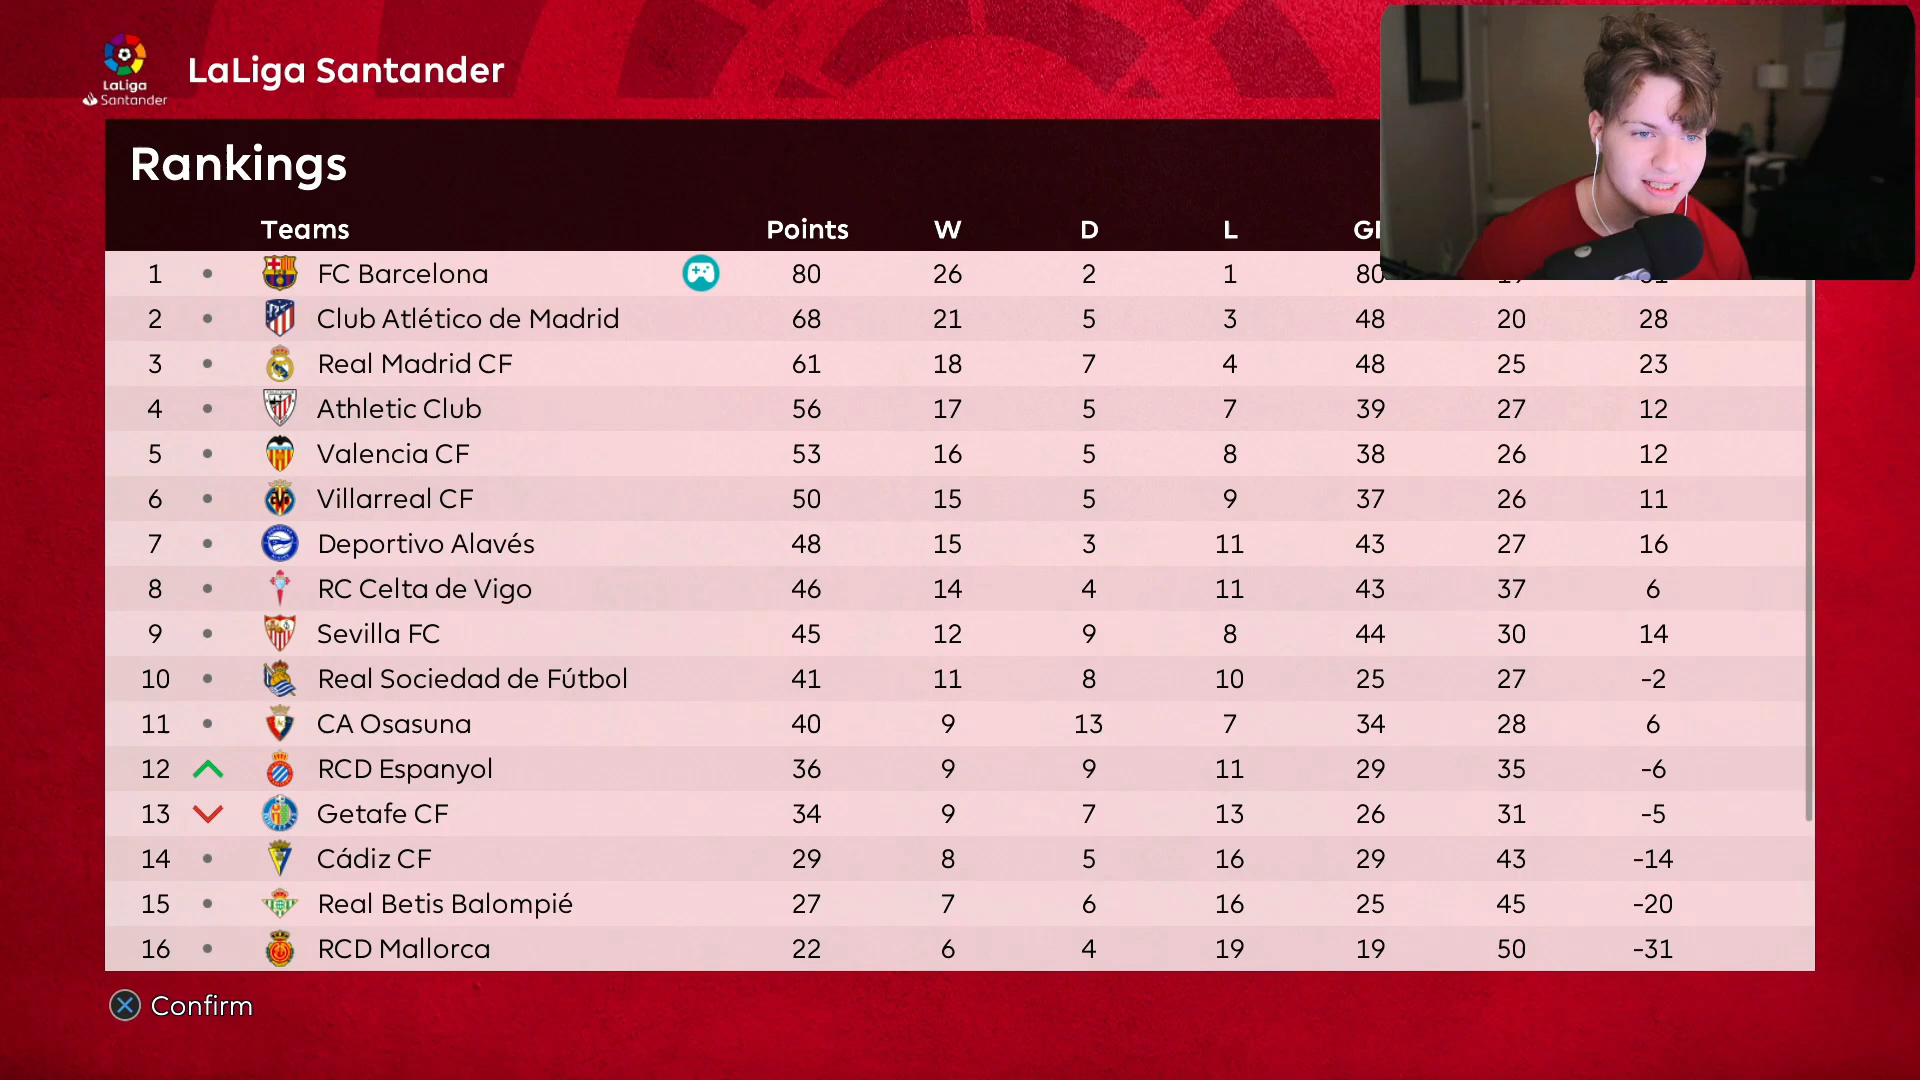 LaLiga
Santander
LaLiga Santander
Rankings
Teams Points W D L
1 FC Barcelona 80 26 2 1 80
2 Club Atlético de Madrid 68 21 5 3 48 20 28
3 Real Madrid CF 61 18 7 4 48 25 23
4 Athletic Club 56 17 5 7 39 27 12
5 Valencia CF 53 16 5 8 38 26 12
6 Villarreal CF 50 15 5 9 37 26 11
7 Deportivo Alavés 48 15 3 11 43 27 16
8 RC Celta de Vigo 46 14 4 11 43 37 6
9 Sevilla FC 45 12 9 8 44 30 14
10 Real Sociedad de Fútbol 41 11 8 10 25 27 -2
11 CA Osasuna 40 9 13 7 34 28 6
12 RCD Espanyol 36 9 9 11 29 35 -6
13 Getafe CF 34 9 7 13 26 31 -5
14 Cádiz CF 29 8 5 16 29 43 -14
15 Real Betis Balompié 27 7 6 16 25 45 -20
16 RCD Mallorca 22 6 4 19 19 50 -31
Confirm